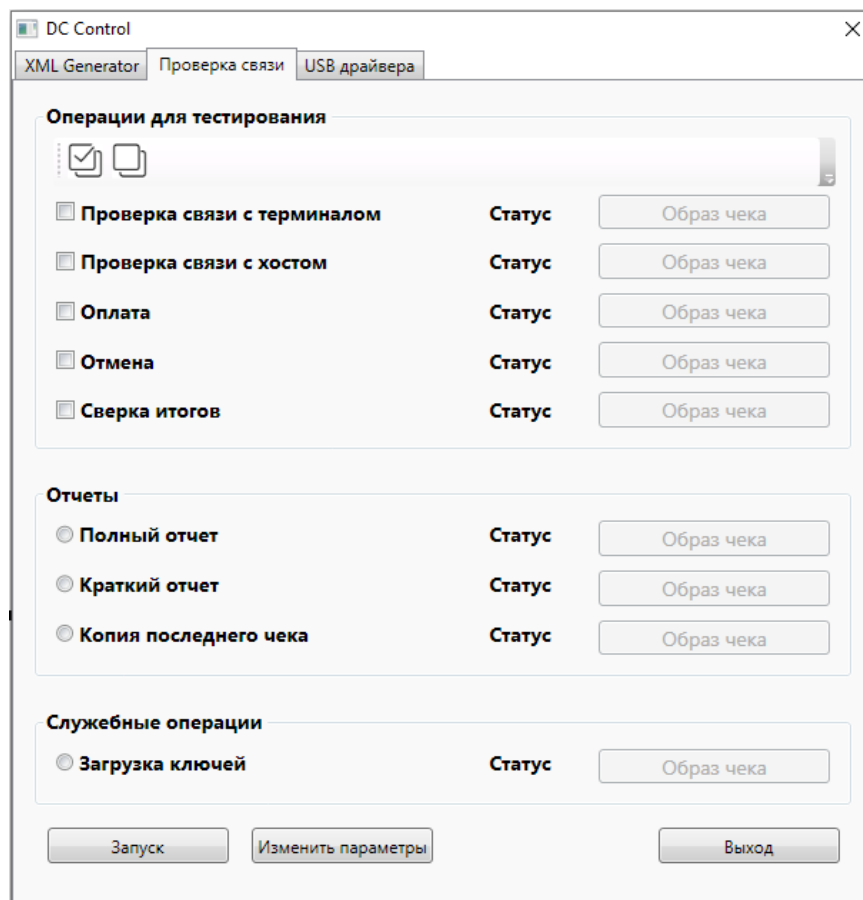 DC Control
XML Generator Проверка связи USB драйвера
Операции для тестирования
Проверка связи с терминалом Статус Образ чека
Проверка связи с хостом Статус Образ чека
Оплата Статус Образ чека
Отмена Статус Образ чека
Сверка итогов Статус Образ чека
Отчеты
Полный отчет Статус Образ чека
Краткий отчет Статус Образ чека
Копия последнего чека Статус Образ чека
Служебные операции
Загрузка ключей Статус Образ чека
Запуск Изменить параметры Выход